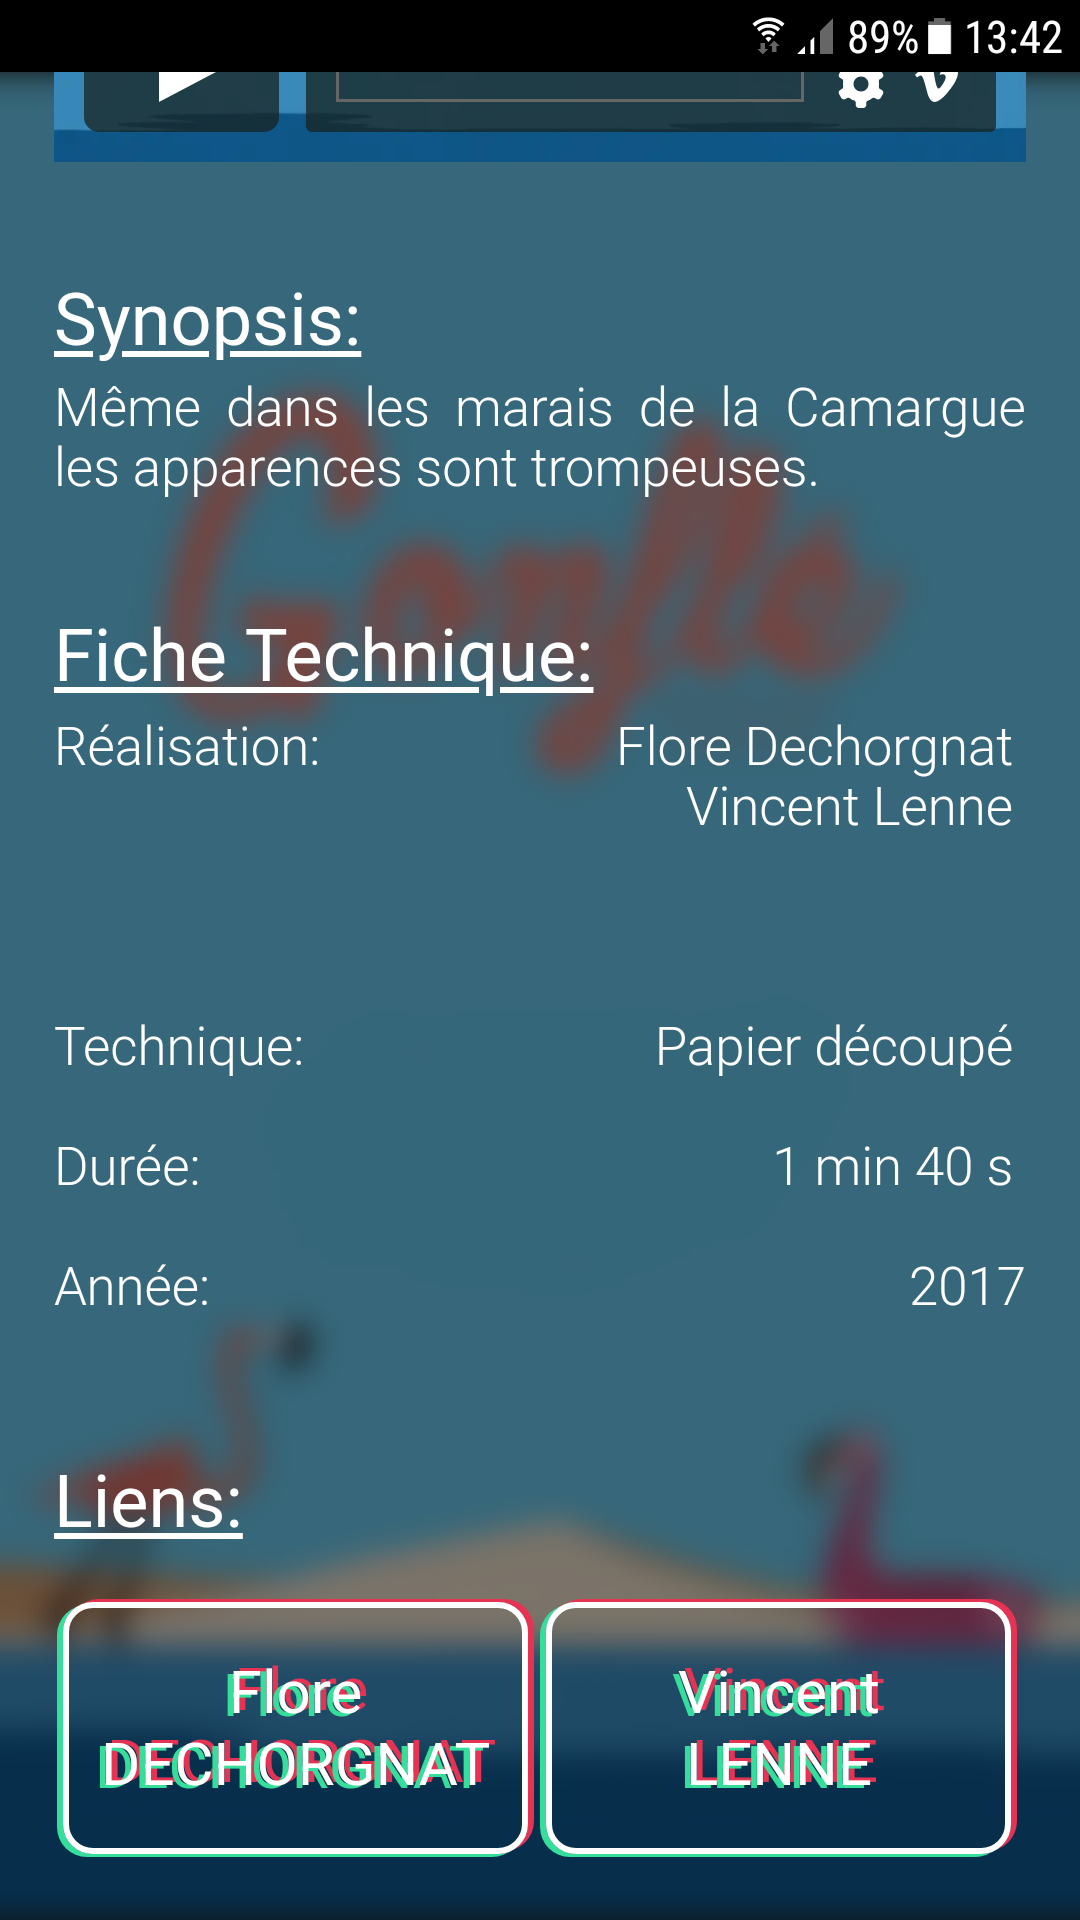 89% 13:42
Synopsis:
Même dans les marais de la Camargue
les apparences sont trompeuses.
Gonflé
Fiche Technique:
Réalisation: Flore Dechorgnat
Vincent Lenne
Technique: Papier découpé
Durée: 1 min 40 s
Année: 2017
Liens:
Flore
DECHORGNAT
Vincent
LENNE